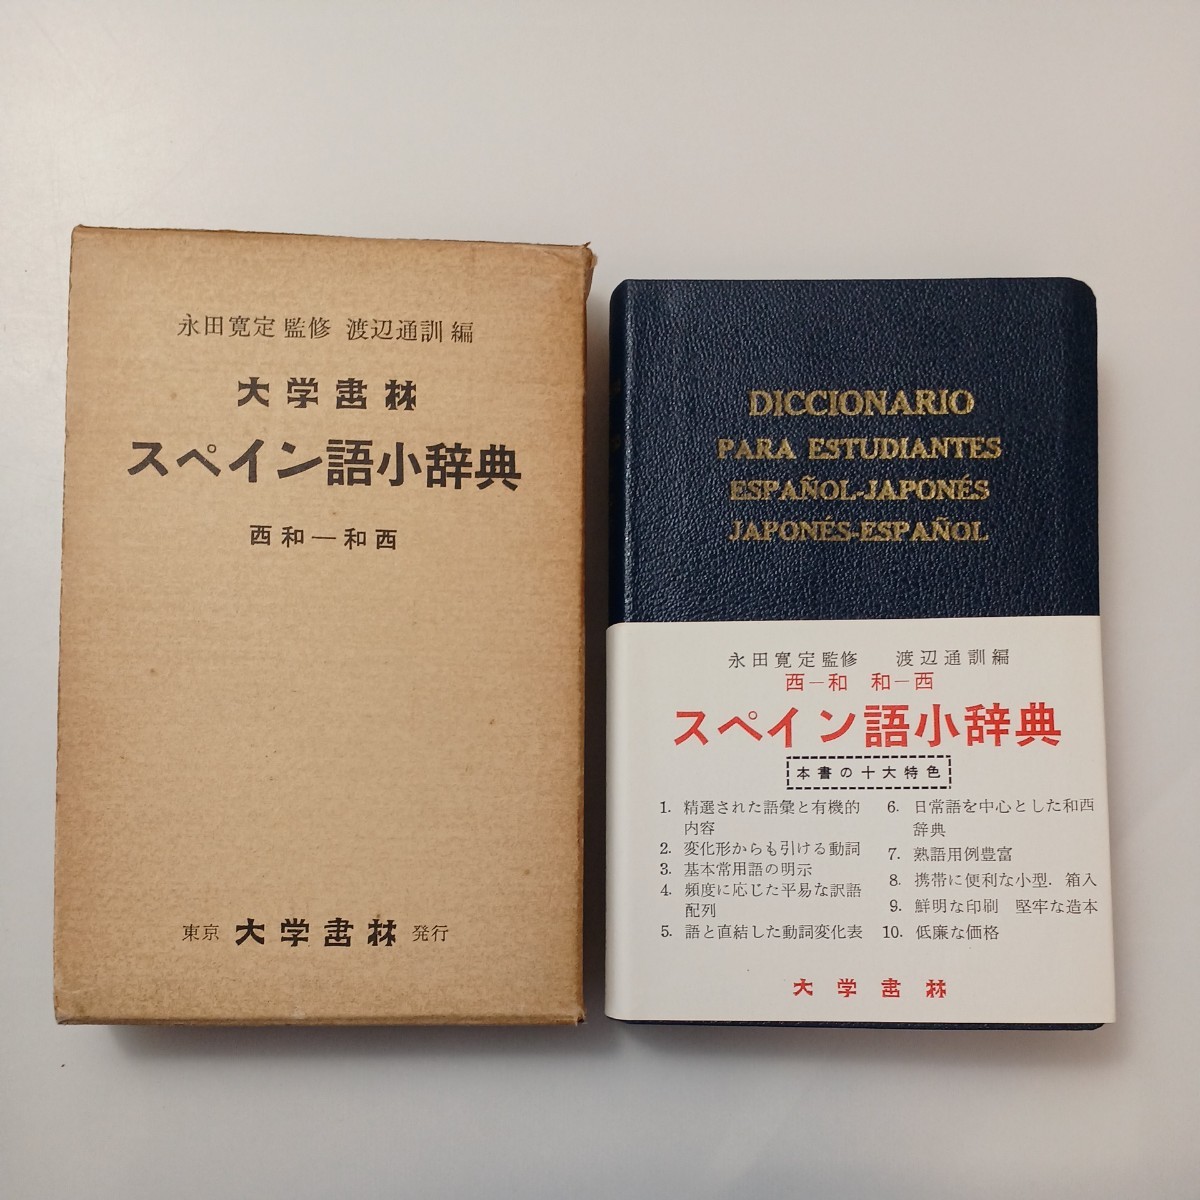 永田寛定 監修 渡辺通訓 編
大学書林
スペイン語小辞典
西和―和西
東京 大学書林 発行
DICCIONARIO
PARA ESTUDIANTES
ESPAÑOL-JAPONÉS
JAPONÉS-ESPAÑOL
永田寛定監修 渡辺通訓編
西―和 和―西
スペイン語小辞典
本書の十大特色
1. 精選された語彙と有機的
内容
2. 変化形からも引ける動詞
3. 基本常用語の明示
4. 頻度に応じた平易な訳語
配列
5. 語と直結した動詞変化表
6. 日常語を中心とした和西
辞典
7. 熟語用例豊富
8. 携帯に便利な小型. 箱入
9. 鮮明な印刷 堅牢な造本
10. 低廉な価格
大学書林